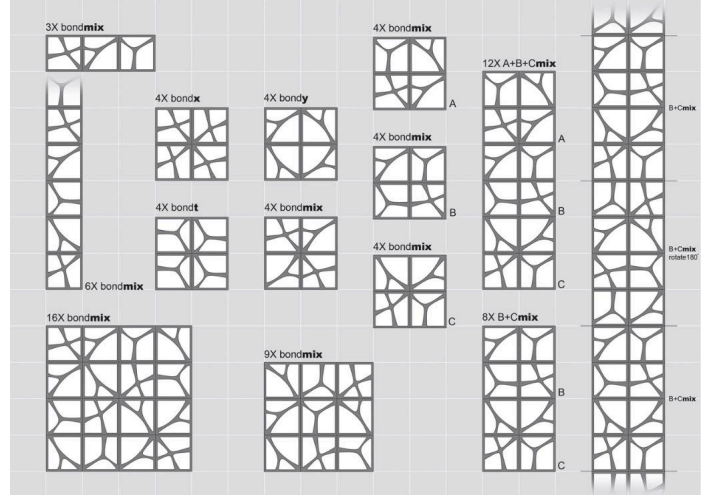 3X bondmix
4X bondmix
A
12X A+B+Cmix
A
B
C
4X bondx
4X bondy
4X bondmix
B
4X bondt
4X bondmix
4X bondmix
C
6X bondmix
16X bondmix
9X bondmix
8X B+Cmix
B
C
B+Cmix
B+Cmix
rotate180°
B+Cmix